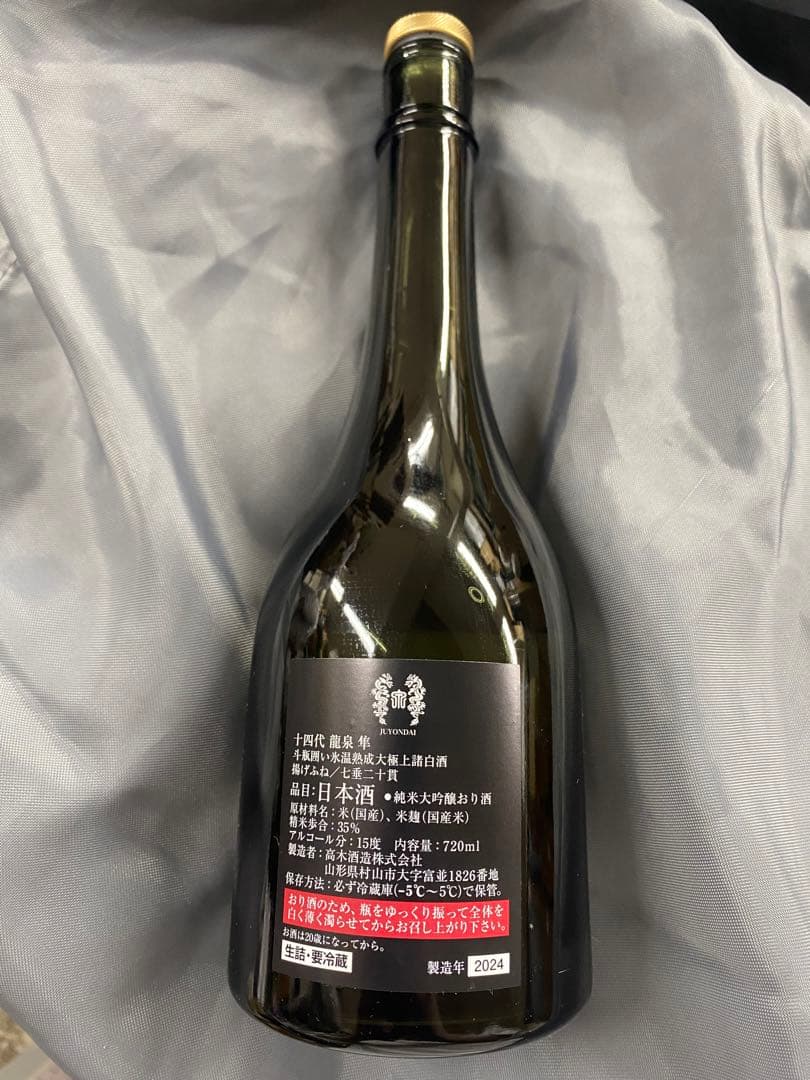 JUYONDAI
十四代 龍泉 隼
斗瓶囲い氷温熟成大極上諸白酒
揚げふね/七垂二十貫
品目:日本酒 ●純米大吟醸おり酒
原材料名:米(国産)、米麹(国産米)
精米歩合:35%
アルコール分:15度 内容量:720ml
製造者:高木酒造株式会社
山形県村山市大字富並1826番地
保存方法:必ず冷蔵庫(-5℃〜5℃)で保管。
おり酒のため、瓶をゆっくり振って全体を
白く薄く濁らせてからお召し上がり下さい。
お酒は20歳になってから。
生詰・要冷蔵
製造年 2024